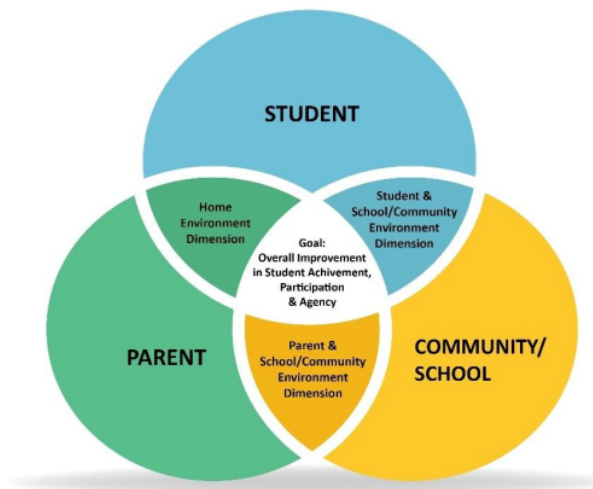 STUDENT
Home
Environment
Dimension
Student &
School/Community
Environment
Dimension
Goal:
Overall Improvement
in Student Achivement,
Participation
& Agency
PARENT
Parent &
School/Community
Environment
Dimension
COMMUNITY/
SCHOOL